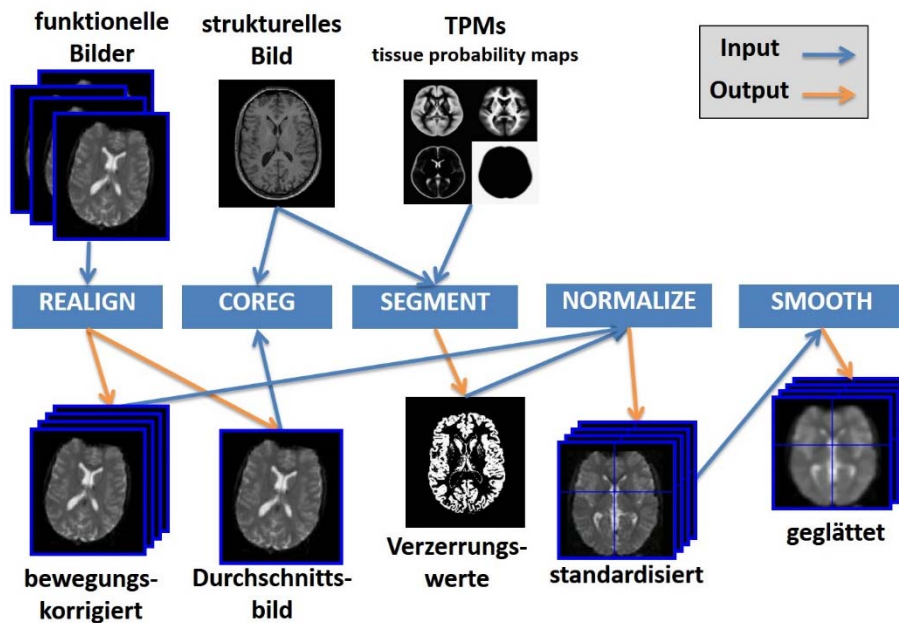 funktionelle
Bilder
strukturelles
Bild
TPMs
tissue probability maps
Input
Output
REALIGN
COREG
SEGMENT
NORMALIZE
SMOOTH
bewegungs-
korrigiert
Durchschnitts-
bild
Verzerrungs-
werte
standardisiert
geglättet